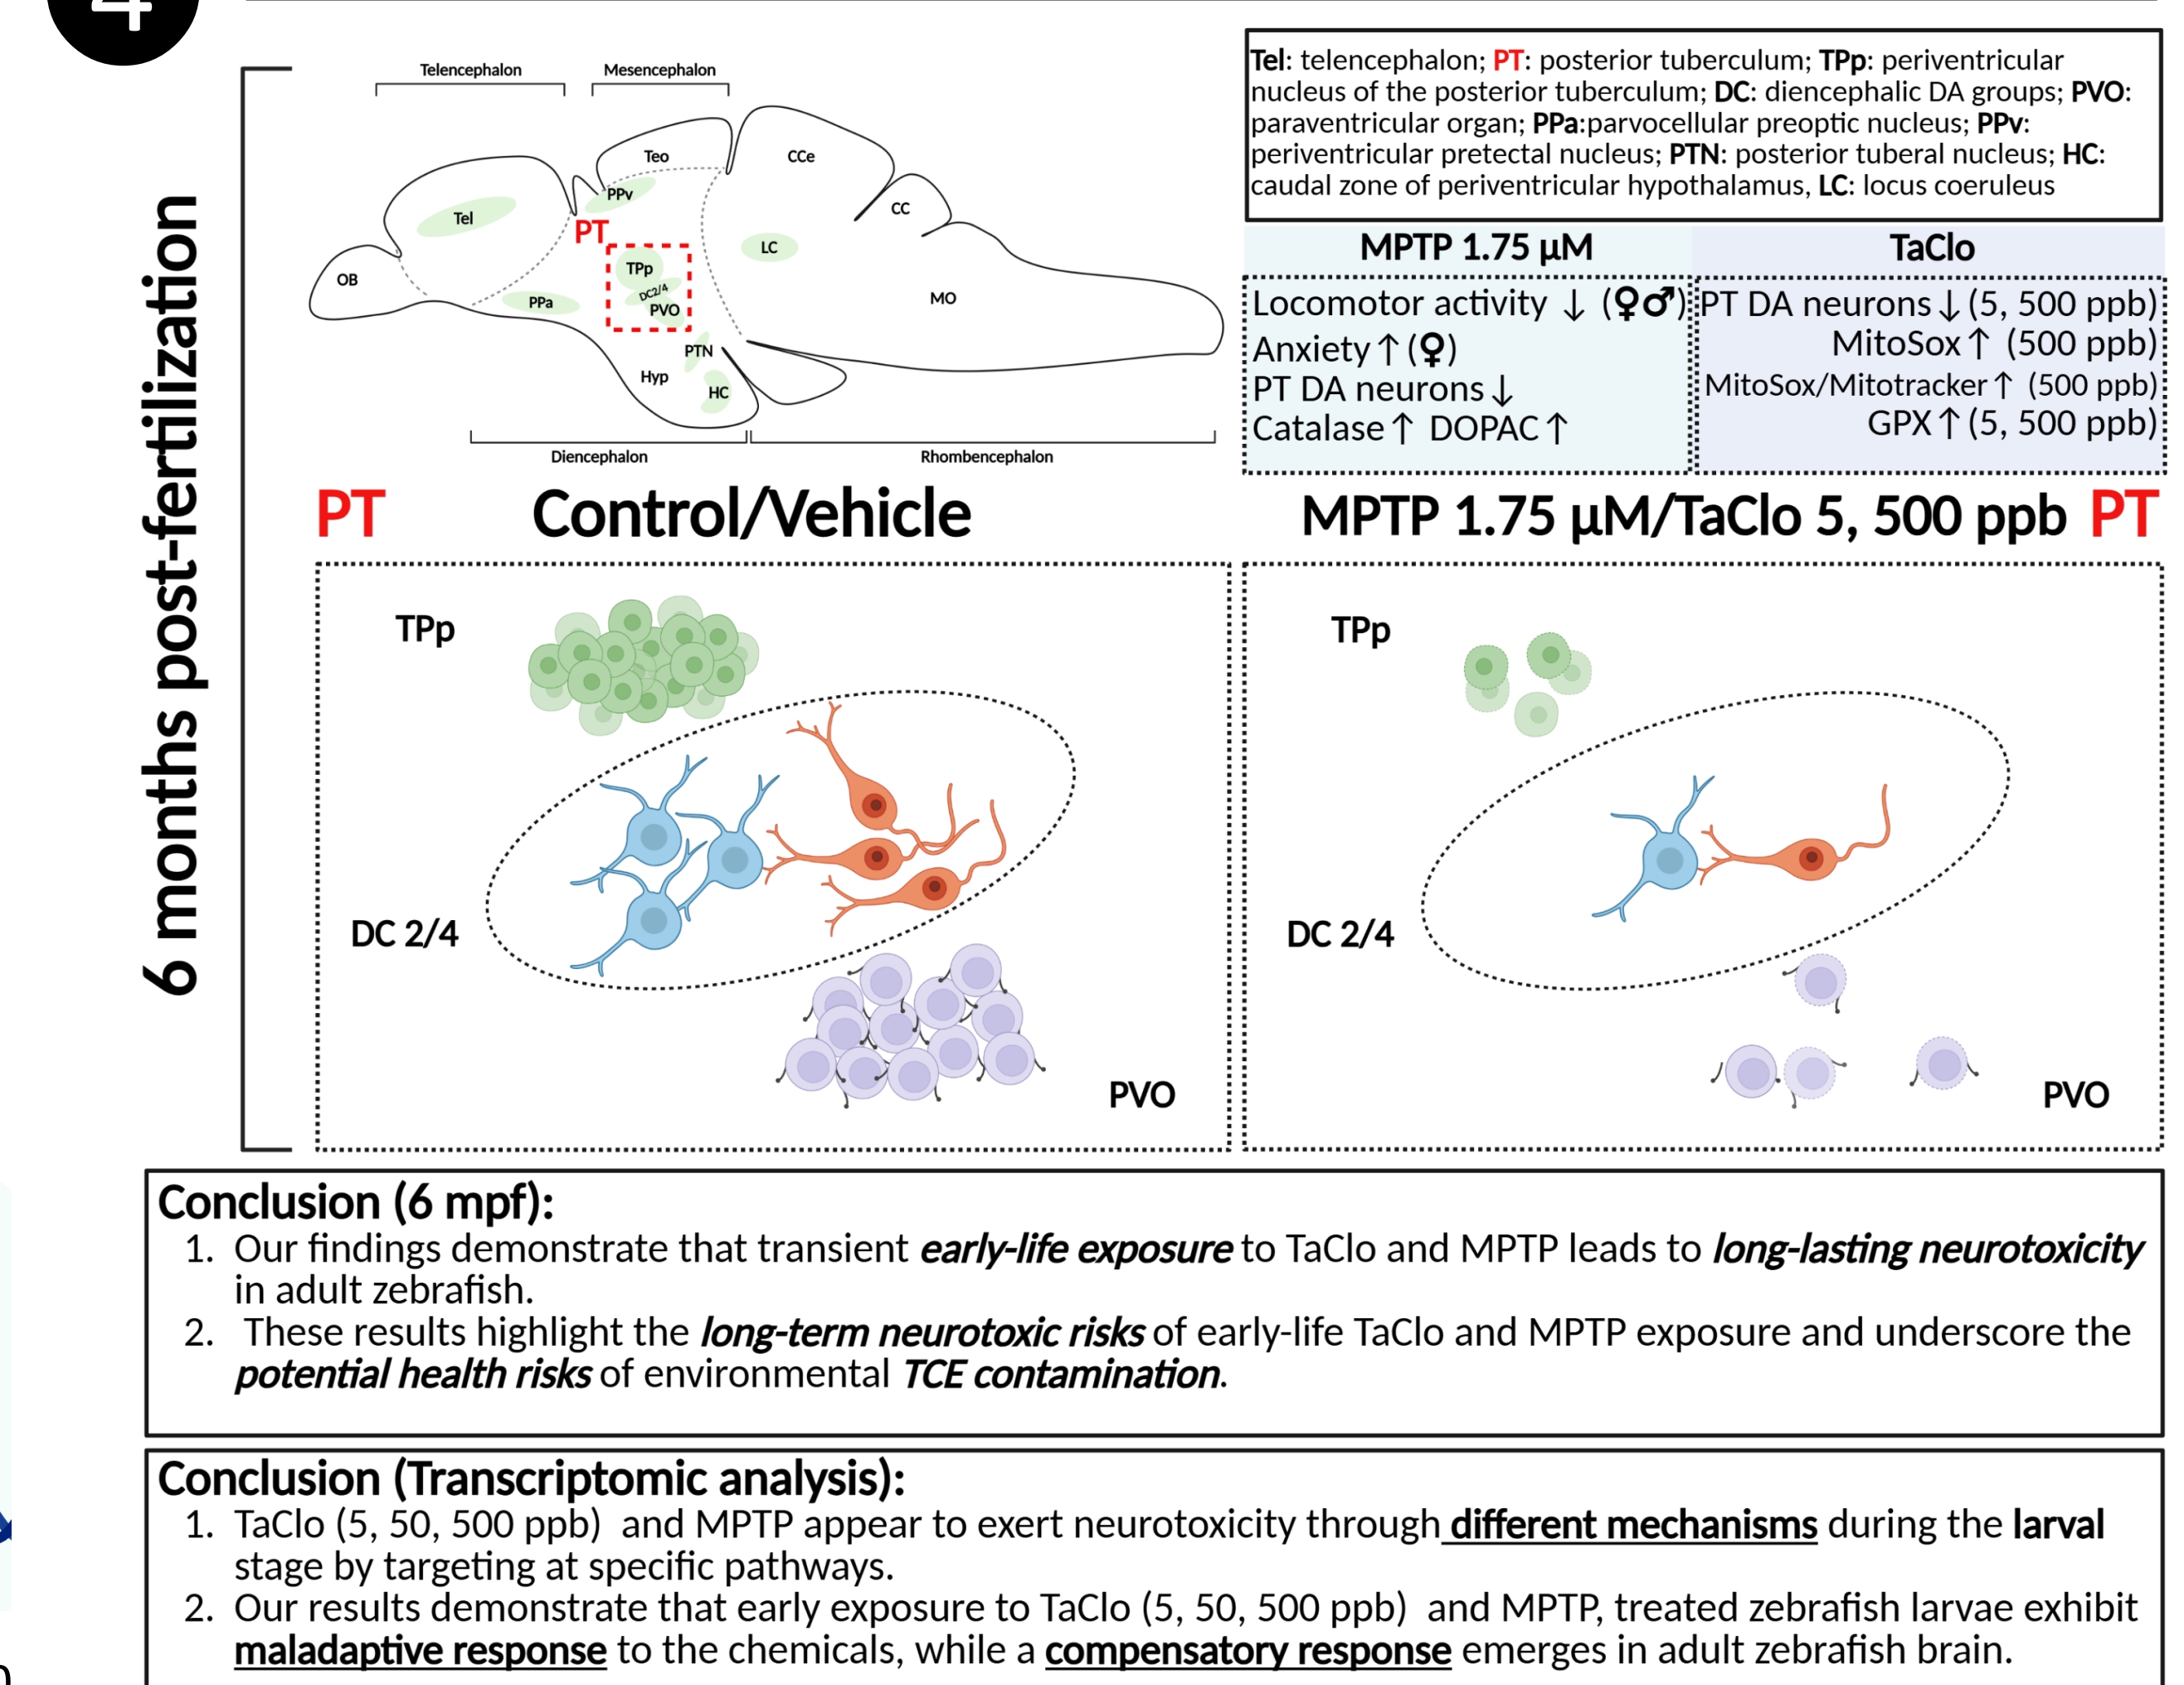 4
6 months post-fertilization
Telencephalon
Mesencephalon
Teo
CCe
PPv
CC
Tel
PT
LC
TPp
OB
DC2/4
PPa
PVO
MO
PTN
Hyp
HC
Diencephalon
Rhombencephalon
Tel: telencephalon; PT: posterior tuberculum; TPp: periventricular
nucleus of the posterior tuberculum; DC: diencephalic DA groups; PVO:
paraventricular organ; PPa:parvocellular preoptic nucleus; PPv:
periventricular pretectal nucleus; PTN: posterior tuberal nucleus; HC:
caudal zone of periventricular hypothalamus, LC: locus coeruleus
MPTP 1.75 µM
Locomotor activity ↓ (♀♂)
Anxiety ↑ (♀)
PT DA neurons ↓
Catalase ↑ DOPAC ↑
TaClo
PT DA neurons ↓ (5, 500 ppb)
MitoSox ↑ (500 ppb)
MitoSox/Mitotracker ↑ (500 ppb)
GPX ↑ (5, 500 ppb)
PT Control/Vehicle
TPp
DC 2/4
PVO
MPTP 1.75 µM/TaClo 5, 500 ppb PT
TPp
DC 2/4
PVO
Conclusion (6 mpf):
1. Our findings demonstrate that transient early-life exposure to TaClo and MPTP leads to long-lasting neurotoxicity
in adult zebrafish.
2. These results highlight the long-term neurotoxic risks of early-life TaClo and MPTP exposure and underscore the
potential health risks of environmental TCE contamination.
Conclusion (Transcriptomic analysis):
1. TaClo (5, 50, 500 ppb) and MPTP appear to exert neurotoxicity through different mechanisms during the larval
stage by targeting at specific pathways.
2. Our results demonstrate that early exposure to TaClo (5, 50, 500 ppb) and MPTP, treated zebrafish larvae exhibit
maladaptive response to the chemicals, while a compensatory response emerges in adult zebrafish brain.